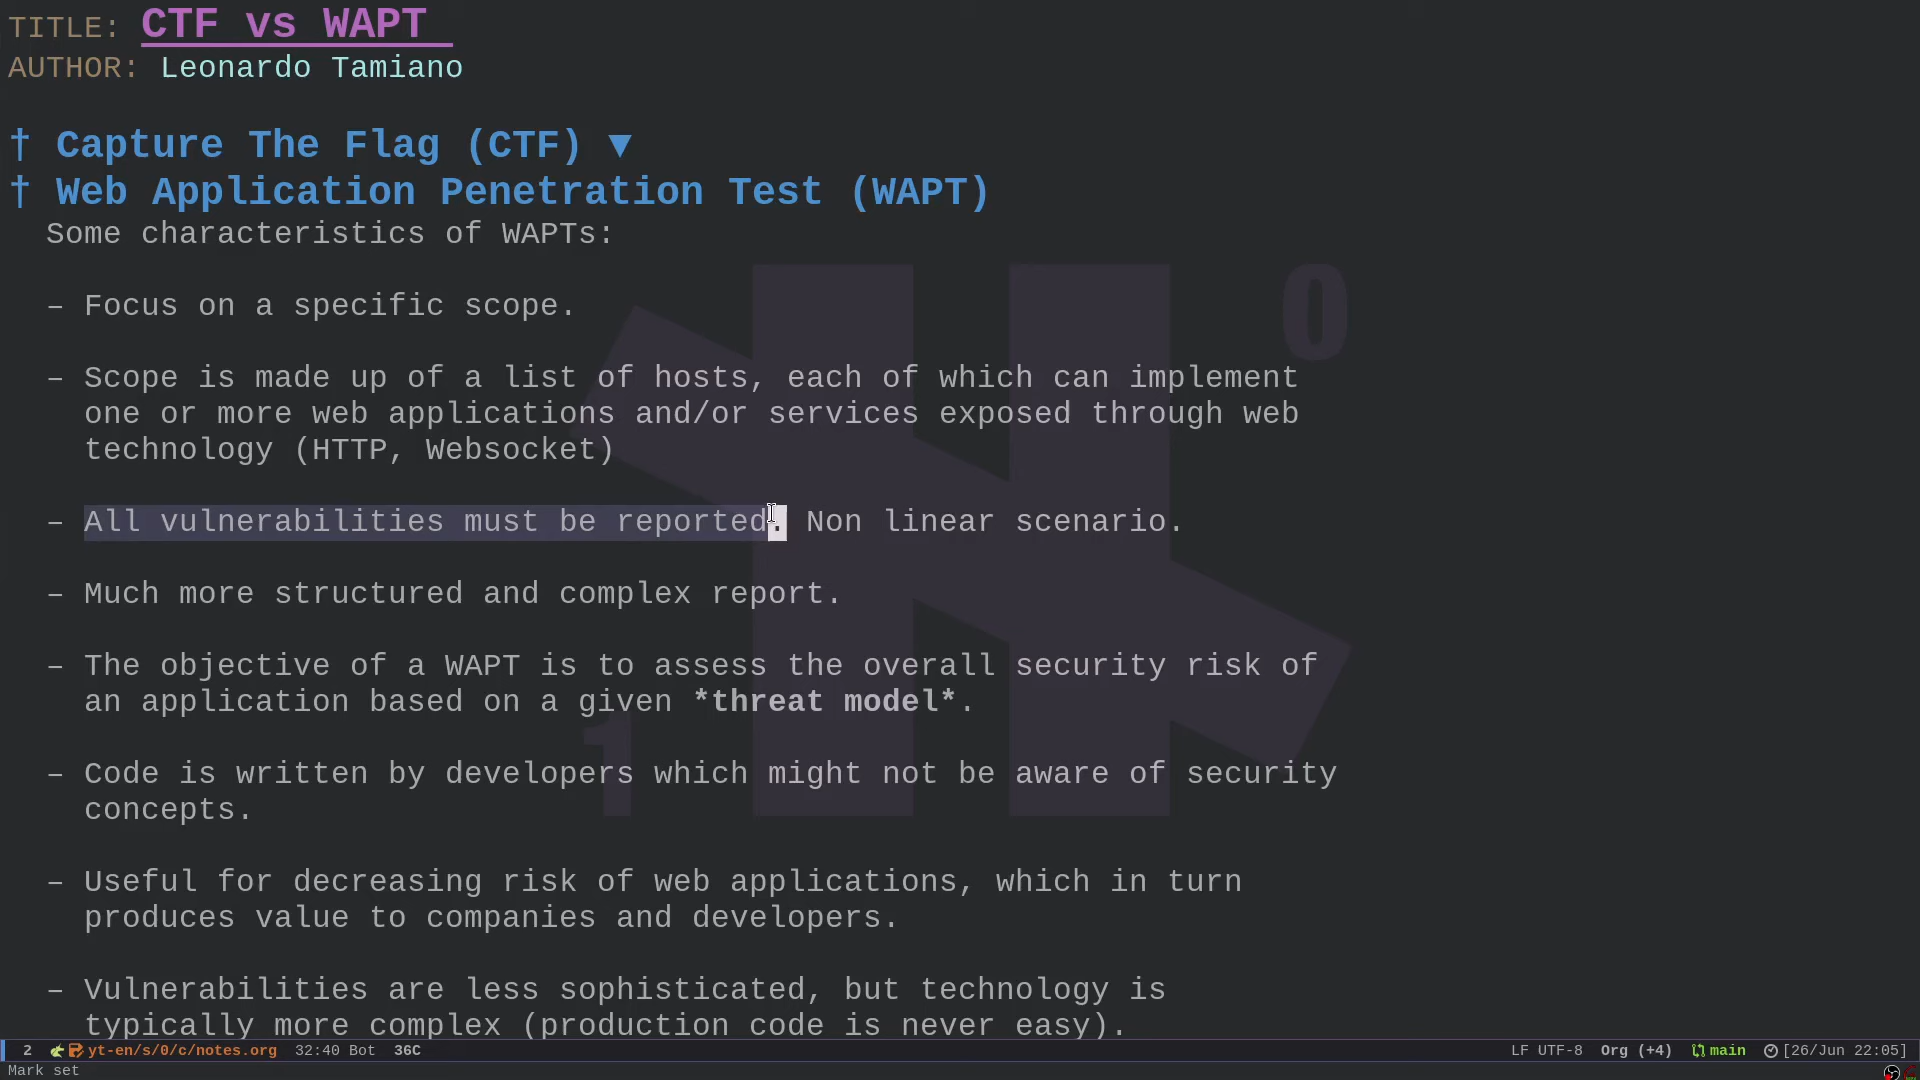 TITLE: CTF vs WAPT
AUTHOR: Leonardo Tamiano
† Capture The Flag (CTF) ▼
† Web Application Penetration Test (WAPT)
Some characteristics of WAPTs:
– Focus on a specific scope.
– Scope is made up of a list of hosts, each of which can implement
one or more web applications and/or services exposed through web
technology (HTTP, Websocket)
– All vulnerabilities must be reported. Non linear scenario.
– Much more structured and complex report.
– The objective of a WAPT is to assess the overall security risk of
an application based on a given *threat model*.
– Code is written by developers which might not be aware of security
concepts.
– Useful for decreasing risk of web applications, which in turn
produces value to companies and developers.
– Vulnerabilities are less sophisticated, but technology is
typically more complex (production code is never easy).
2 yt-en/s/0/c/notes.org 32:40 Bot 36C LF UTF-8 Org (+4) main [26/Jun 22:05]
Mark set
0
1